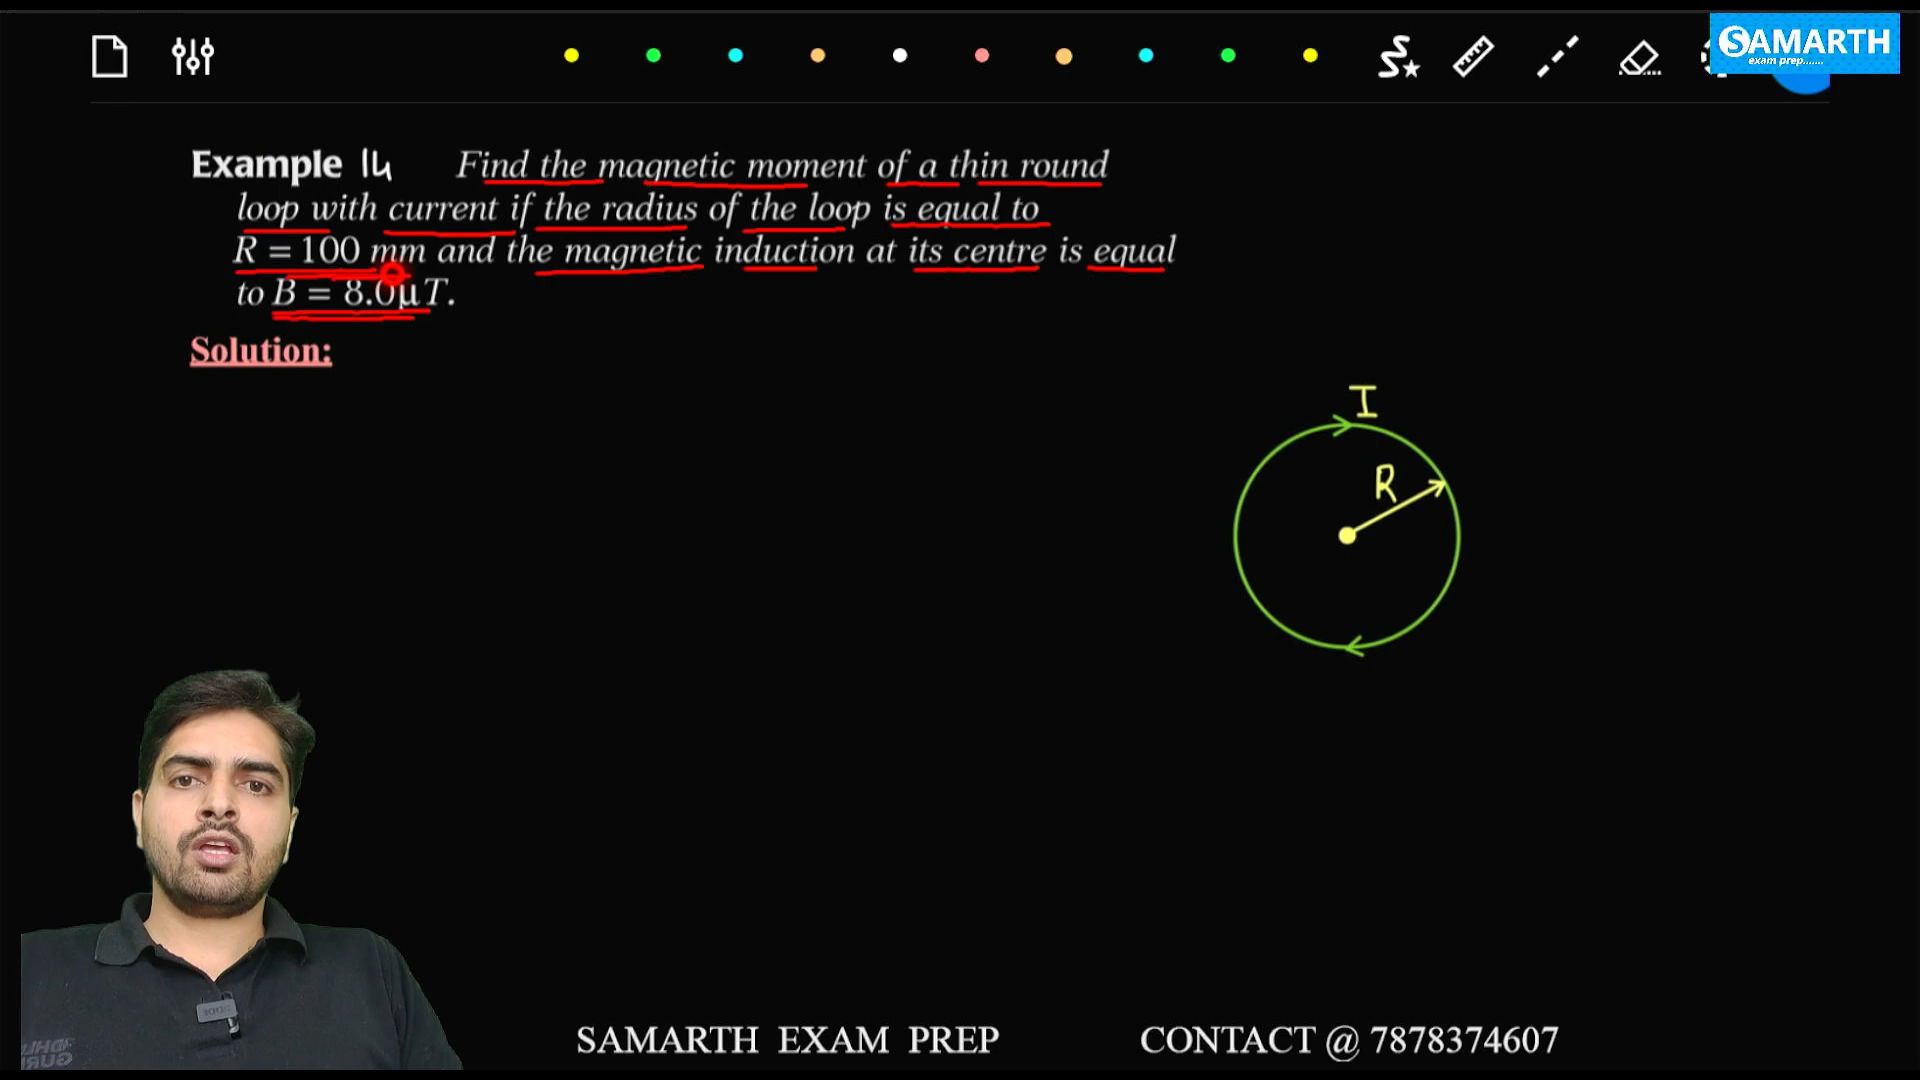 SAMARTH
exam prep.......
Example 14 Find the magnetic moment of a thin round
loop with current if the radius of the loop is equal to
R = 100 mm and the magnetic induction at its centre is equal
to B = 8.0μT.
Solution:
I
R
SAMARTH EXAM PREP CONTACT @ 7878374607